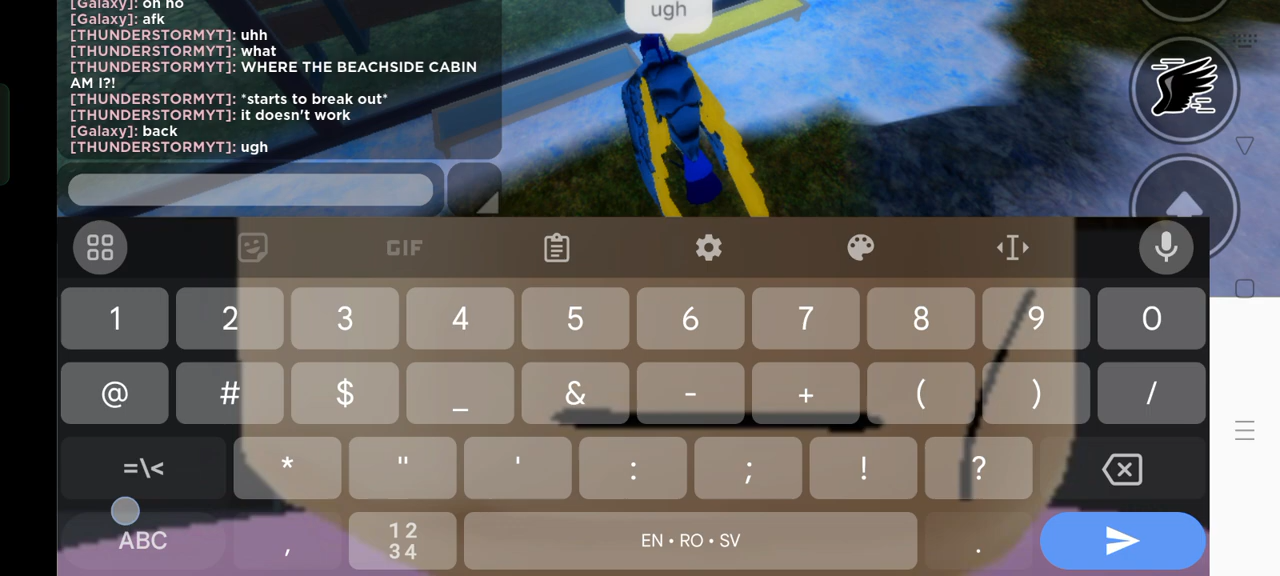 [Galaxy]: oh no
[Galaxy]: afk
[THUNDERSTORMYT]: uhh
[THUNDERSTORMYT]: what
[THUNDERSTORMYT]: WHERE THE BEACHSIDE CABIN
AM I?!
[THUNDERSTORMYT]: *starts to break out*
[THUNDERSTORMYT]: it doesn't work
[Galaxy]: back
[THUNDERSTORMYT]: ugh
ugh
GIF
1 2 3 4 5 6 7 8 9 0
@ # $ _ & - + ( ) /
=\< * " ' : ; ! ?
ABC , 12 EN • RO • SV .
34